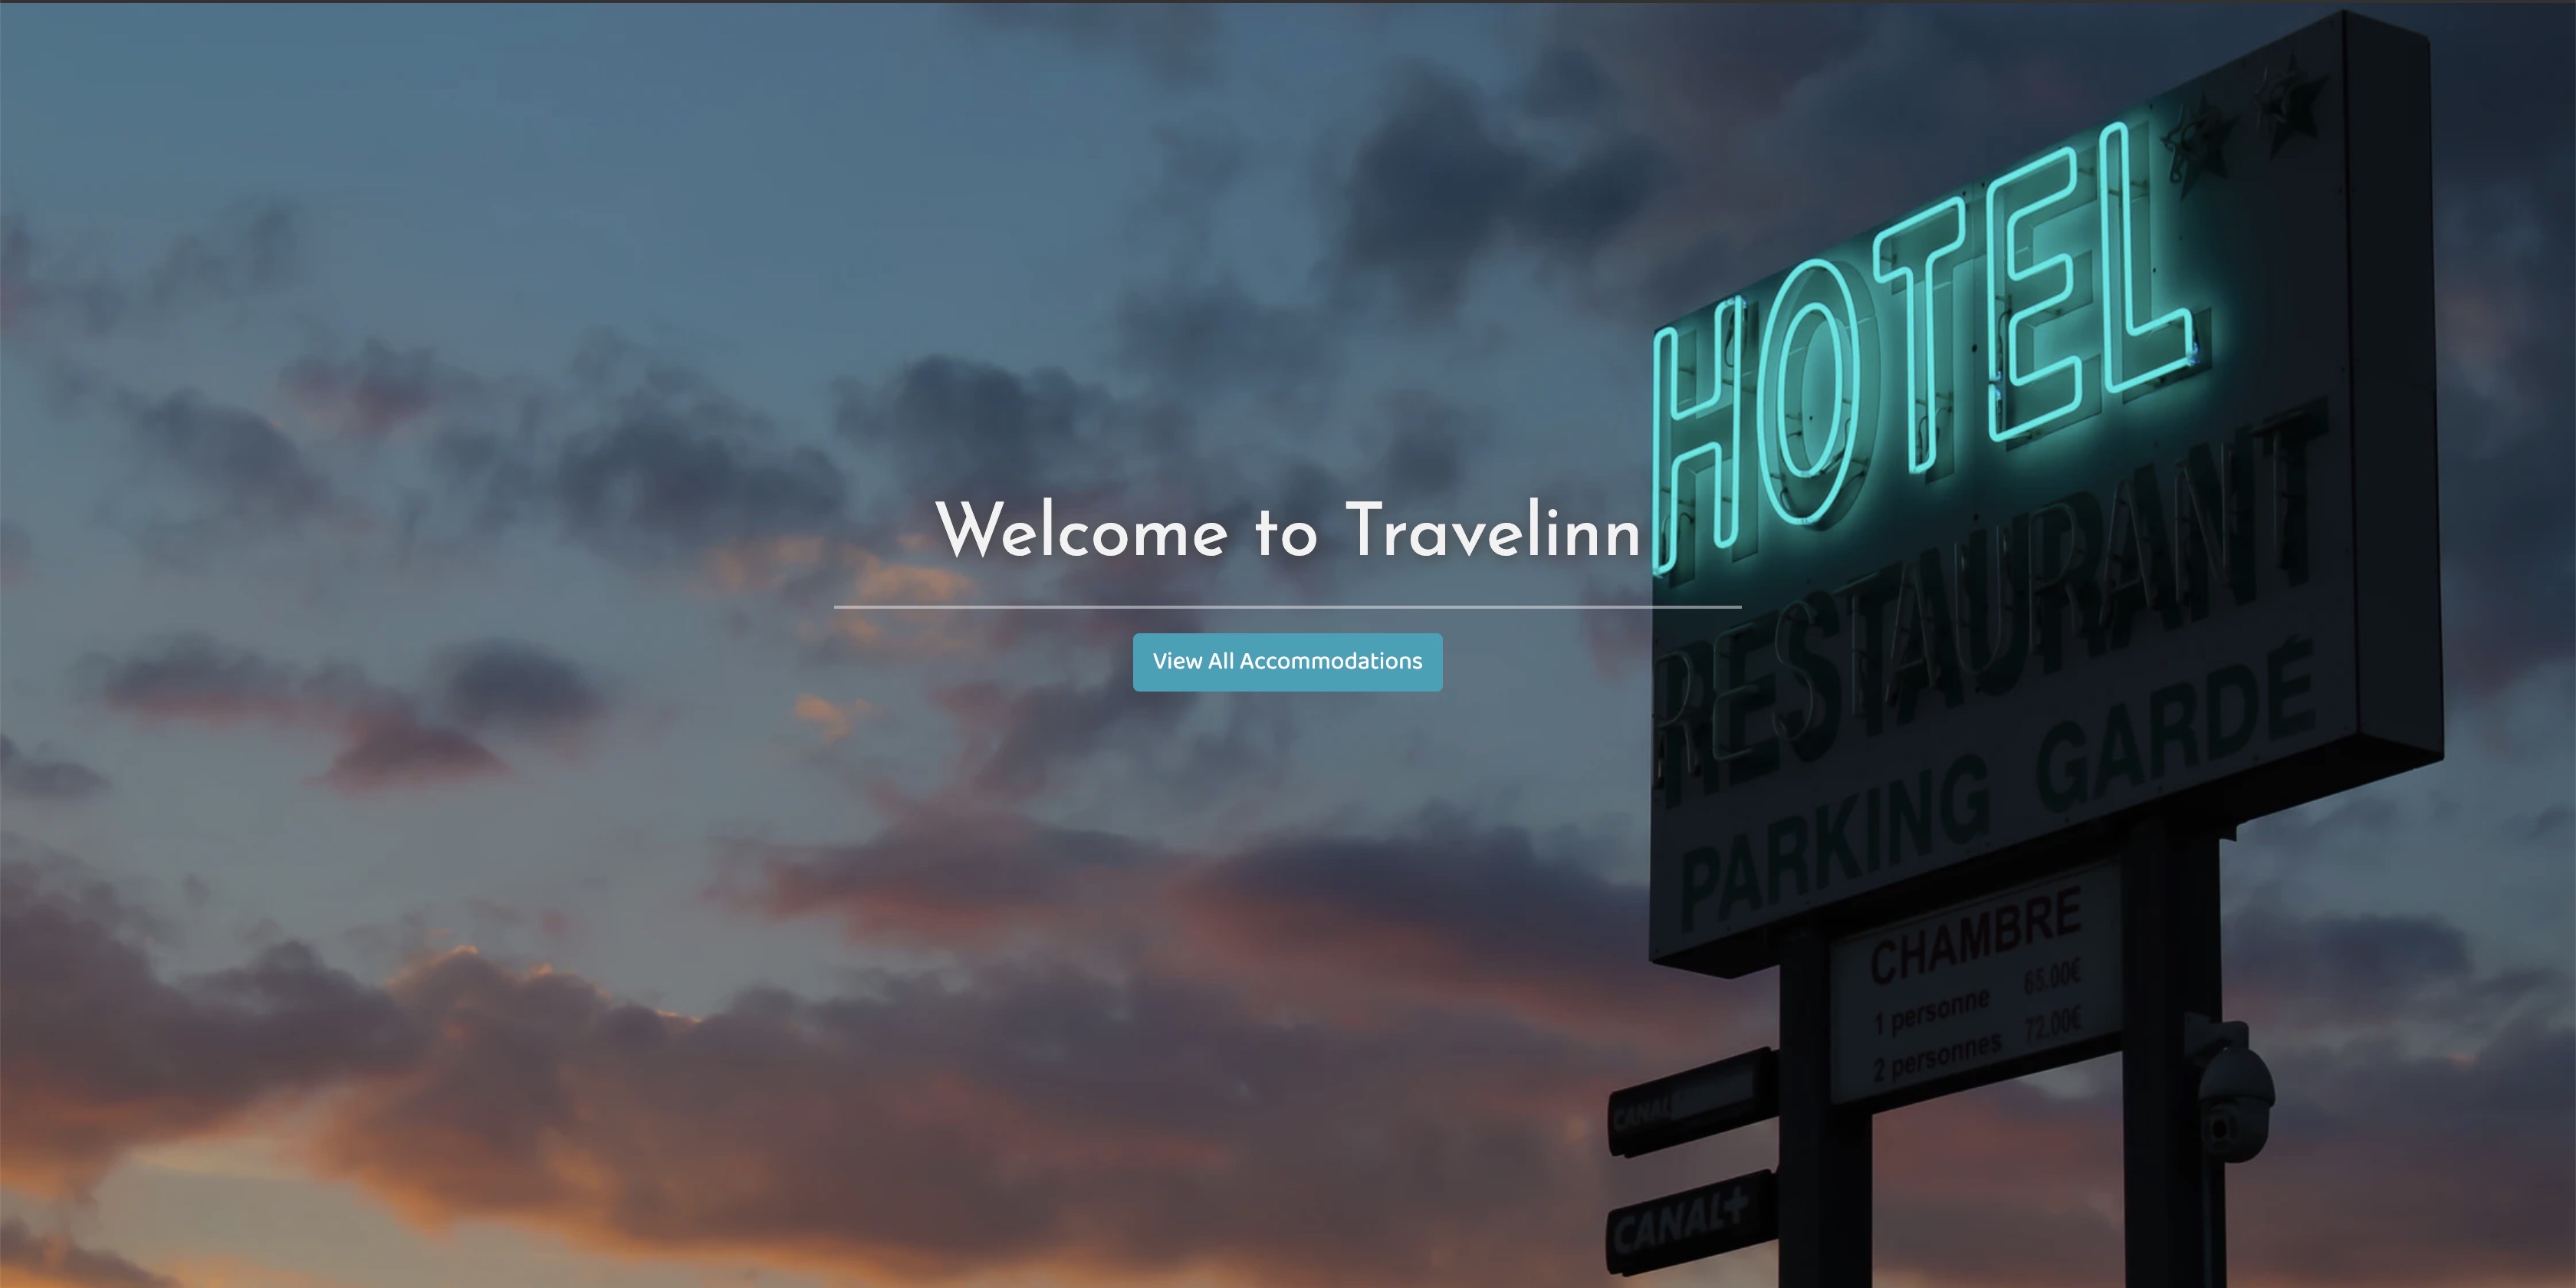 HOTEL
Welcome to Travelinn
RESTAURANT
View All Accommodations
PARKING GARDÉ
CHAMBRE
1 personne 65.00€
2 personnes 72.00€
CANAL
CANAL+